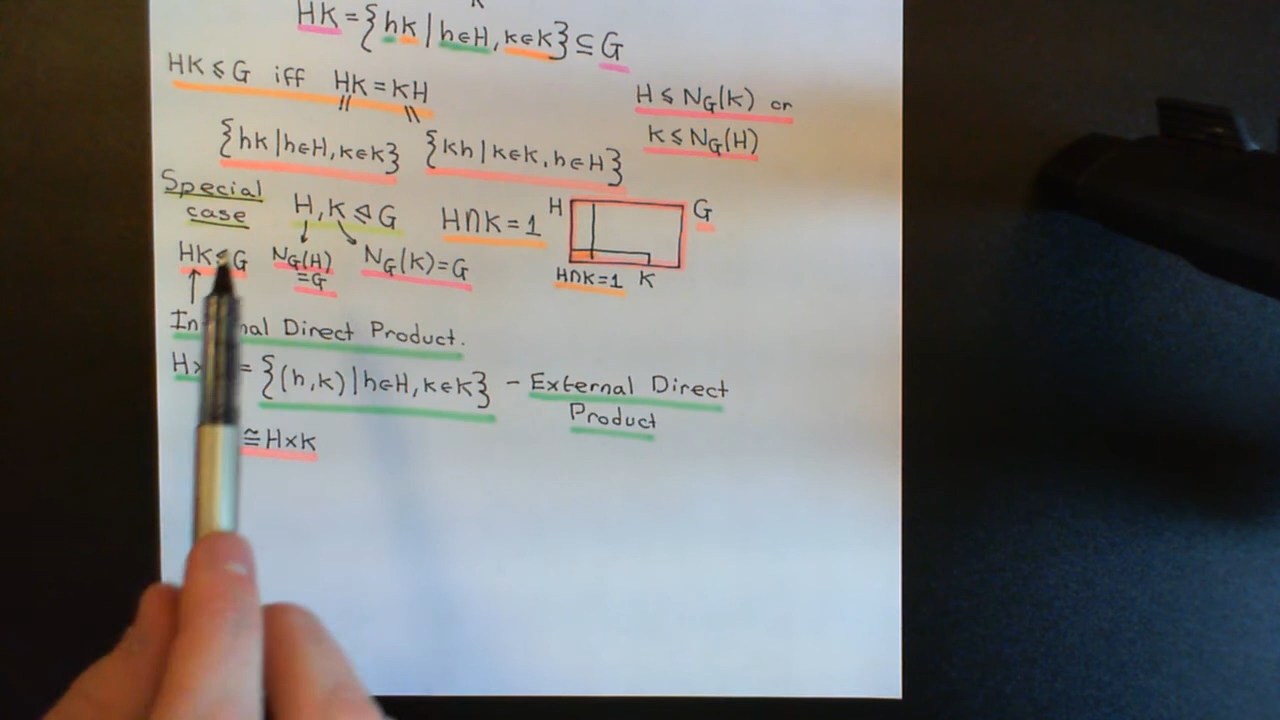 HK = {hk | h∈H, k∈K} ⊆ G
HK ≤ G iff HK = KH
H ≤ N_G(K) or
K ≤ N_G(H)
{hk | h∈H, k∈K} {kh | k∈K, h∈H}
Special
case
H, K ⊲ G H∩K = 1
H G
HK≤G N_G(H) N_G(K) = G
=G
H∩K=1 K
Direct Product.
H = {(h,k) | h∈H, k∈K} - External Direct
Product
≅ H×K